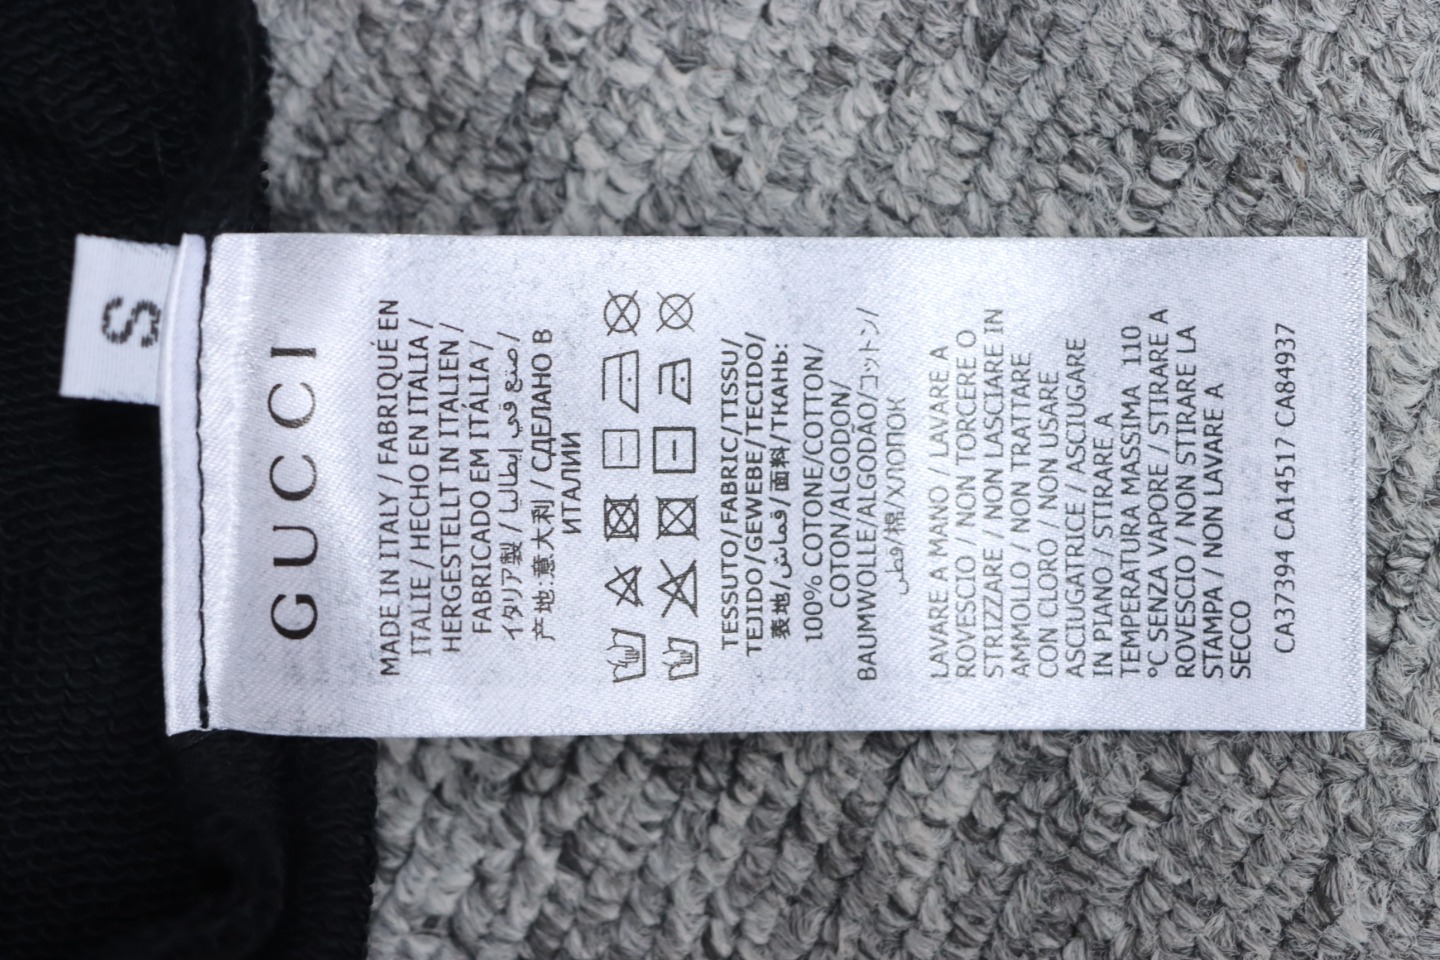 S
GUCCI
MADE IN ITALY / FABRIQUÉ EN
ITALIE / HECHO EN ITALIA /
HERGESTELLT IN ITALIEN /
FABRICADO EM ITÁLIA /
イタリア製 / صنع في إيطاليا /
产地:意大利 / СДЕЛАНО В
ИТАЛИИ
TESSUTO/FABRIC/TISSU/
TEJIDO/GEWEBE/TECIDO/
表地/قماش/面料/ТКАНЬ:
100% COTONE/COTTON/
COTON/ALGODON/
BAUMWOLLE/ALGODÃO/コットン/
قطن/棉/ХЛОПОК
LAVARE A MANO / LAVARE A
ROVESCIO / NON TORCERE O
STRIZZARE / NON LASCIARE IN
AMMOLLO / NON TRATTARE
CON CLORO / NON USARE
ASCIUGATRICE / ASCIUGARE
IN PIANO / STIRARE A
TEMPERATURA MASSIMA 110
°C SENZA VAPORE / STIRARE A
ROVESCIO / NON STIRARE LA
STAMPA / NON LAVARE A
SECCO
CA37394 CA14517 CA84937